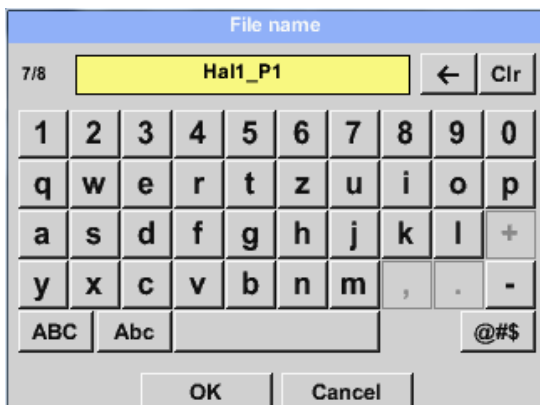 File name
7/8 Hal1_P1 ← Clr
1 2 3 4 5 6 7 8 9 0
q w e r t z u i o p
a s d f g h j k l +
y x c v b n m , . -
ABC Abc @#$
OK Cancel